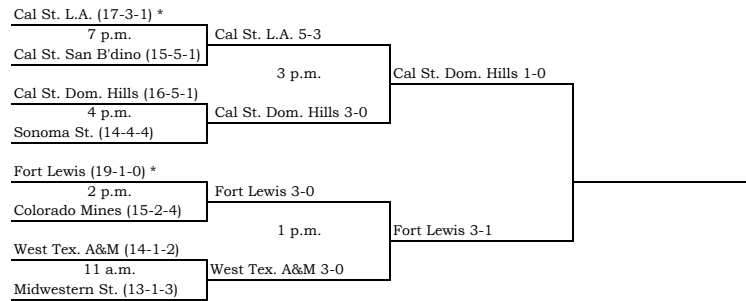 Cal St. L.A. (17-3-1) *
7 p.m.
Cal St. L.A. 5-3
Cal St. San B'dino (15-5-1)
3 p.m.
Cal St. Dom. Hills 1-0
Cal St. Dom. Hills (16-5-1)
4 p.m.
Cal St. Dom. Hills 3-0
Sonoma St. (14-4-4)
Fort Lewis (19-1-0) *
2 p.m.
Fort Lewis 3-0
Colorado Mines (15-2-4)
1 p.m.
Fort Lewis 3-1
West Tex. A&M (14-1-2)
11 a.m.
West Tex. A&M 3-0
Midwestern St. (13-1-3)